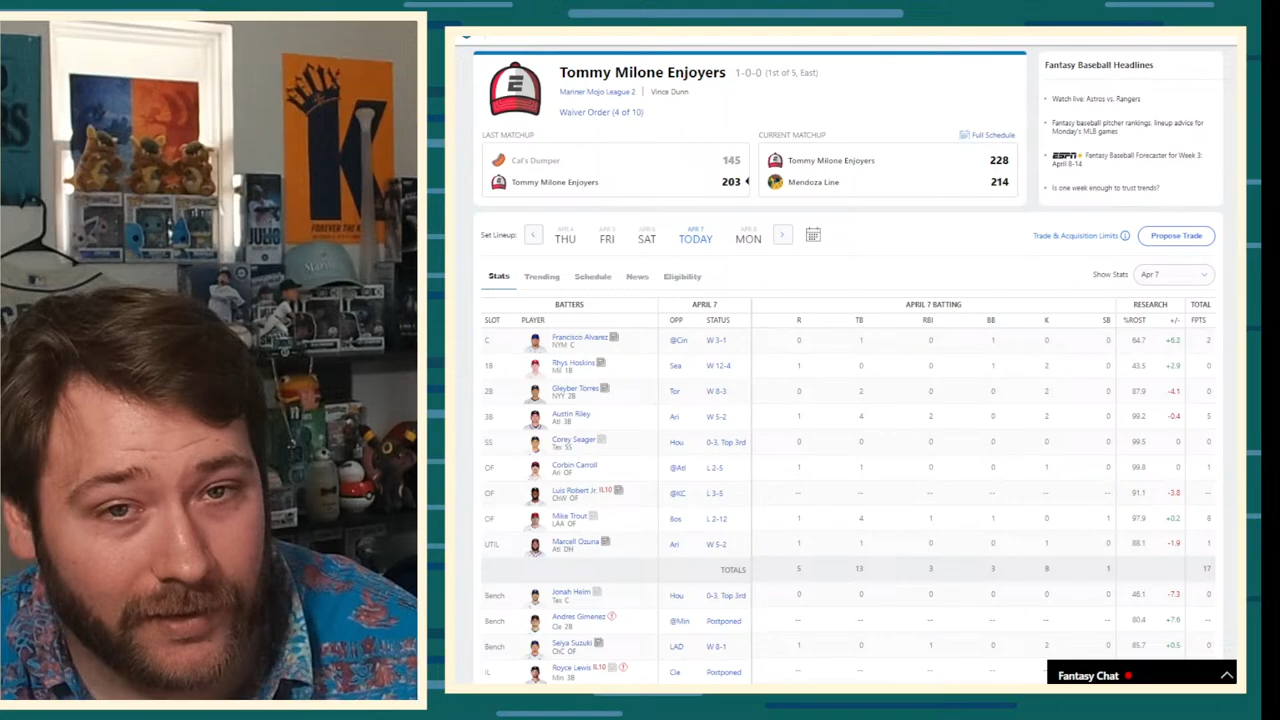 Tommy Milone Enjoyers 1-0-0 (1st of 5, East)
Mariner Mojo League 2 | Vince Dunn
Waiver Order (4 of 10)
LAST MATCHUP
Cal's Dumper 145
Tommy Milone Enjoyers 203
CURRENT MATCHUP
Full Schedule
Tommy Milone Enjoyers 228
Mendoza Line 214
Fantasy Baseball Headlines
Watch live: Astros vs. Rangers
Fantasy baseball pitcher rankings, lineup advice for
Monday's MLB games
ESPN+ Fantasy Baseball Forecaster for Week 3:
April 8-14
Is one week enough to trust trends?
Set Lineup:
APR 4 APR 5 APR 6 APR 7 APR 8
THU FRI SAT TODAY MON
Trade & Acquisition Limits
Propose Trade
Stats Trending Schedule News Eligibility
Show Stats Apr 7
BATTERS APRIL 7 APRIL 7 BATTING RESEARCH TOTAL
SLOT PLAYER OPP STATUS R TB RBI BB K SB %ROST +/- FPTS
C Francisco Alvarez NYM C @Cin W 3-1 0 1 0 1 0 0 64.7 +6.2 2
1B Rhys Hoskins Mil 1B Sea W 12-4 1 0 0 1 2 0 43.5 +2.9 0
2B Gleyber Torres NYY 2B Tor W 8-3 0 2 0 0 2 0 87.9 -4.1 0
3B Austin Riley Atl 3B Ari W 5-2 1 4 2 0 2 0 99.2 -0.4 5
SS Corey Seager Tex SS Hou 0-3, Top 3rd 0 0 0 0 0 0 99.5 0 0
OF Corbin Carroll Ari OF @Atl L 2-5 1 1 0 0 1 0 99.8 0 1
OF Luis Robert Jr. IL10 ChW OF @KC L 3-5 -- -- -- -- -- -- 91.1 -3.8 --
OF Mike Trout LAA OF Bos L 2-12 1 4 1 1 0 1 97.9 +0.2 8
UTIL Marcell Ozuna Atl DH Ari W 5-2 1 1 0 0 1 0 88.1 -1.9 1
TOTALS 5 13 3 3 8 1 17
Bench Jonah Heim Tex C Hou 0-3, Top 3rd 0 0 0 0 0 0 46.1 -7.3 0
Bench Andres Gimenez Cle 2B @Min Postponed -- -- -- -- -- -- 80.4 +7.6 --
Bench Seiya Suzuki ChC OF LAD W 8-1 1 0 1 0 2 0 85.7 +0.5 0
IL Royce Lewis IL10 Min 3B Cle Postponed -- -- -- -- --
Fantasy Chat
K
FOREVER THE K
JULIO
Mariners